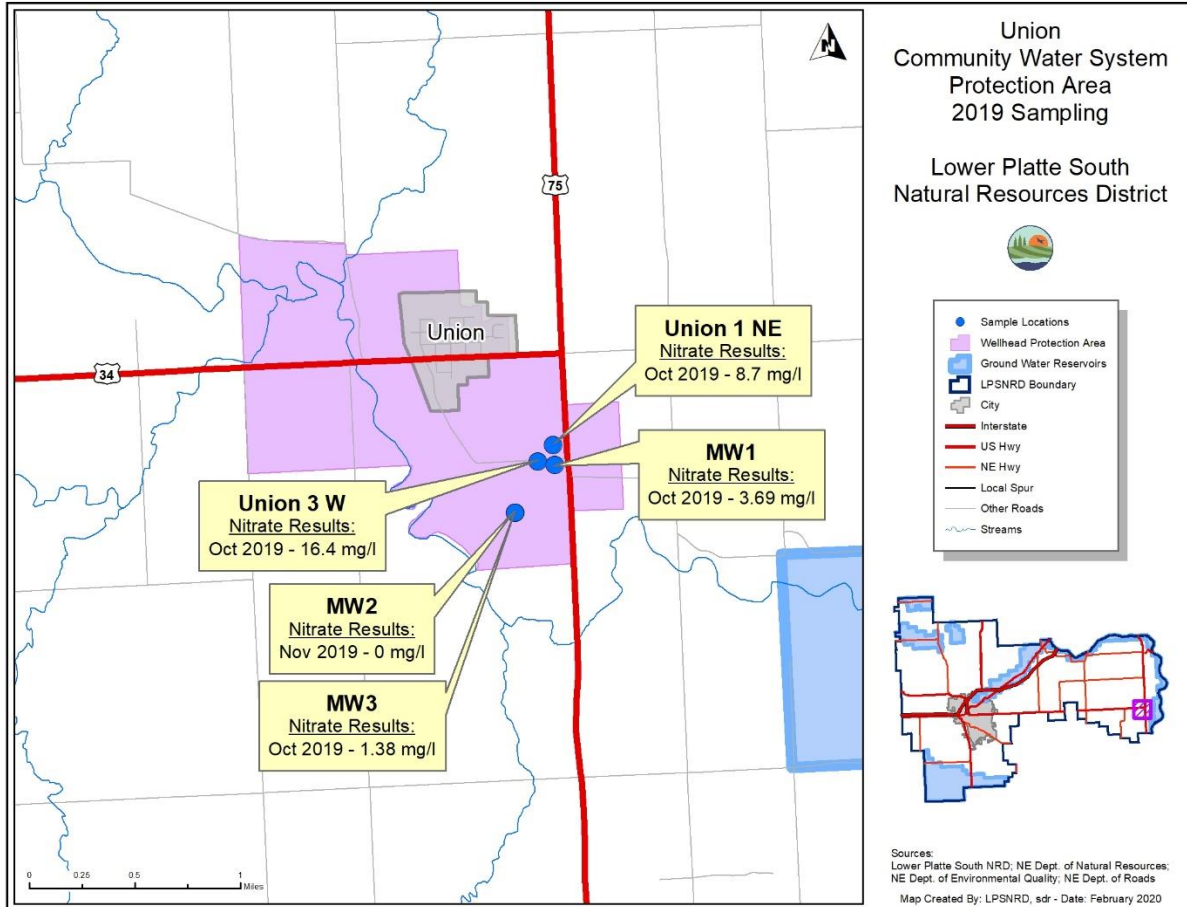 Union
Community Water System
Protection Area
2019 Sampling
Lower Platte South
Natural Resources District
N
75
34
Union
Union 1 NE
Nitrate Results:
Oct 2019 - 8.7 mg/l
MW1
Nitrate Results:
Oct 2019 - 3.69 mg/l
Union 3 W
Nitrate Results:
Oct 2019 - 16.4 mg/l
MW2
Nitrate Results:
Nov 2019 - 0 mg/l
MW3
Nitrate Results:
Oct 2019 - 1.38 mg/l
0 0.25 0.5 1
Miles
Sample Locations
Wellhead Protection Area
Ground Water Reservoirs
LPSNRD Boundary
City
Interstate
US Hwy
NE Hwy
Local Spur
Other Roads
Streams
Sources:
Lower Platte South NRD; NE Dept. of Natural Resources;
NE Dept. of Environmental Quality; NE Dept. of Roads
Map Created By: LPSNRD, sdr - Date: February 2020